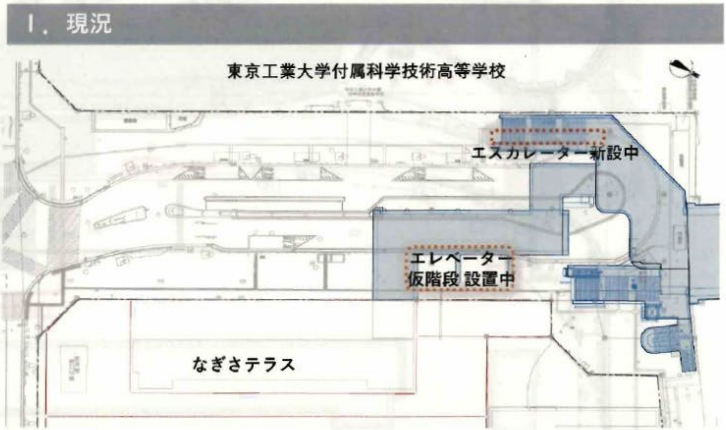 1. 現況
東京工業大学付属科学技術高等学校
エスカレーター新設中
エレベーター
仮階段 設置中
なぎさテラス